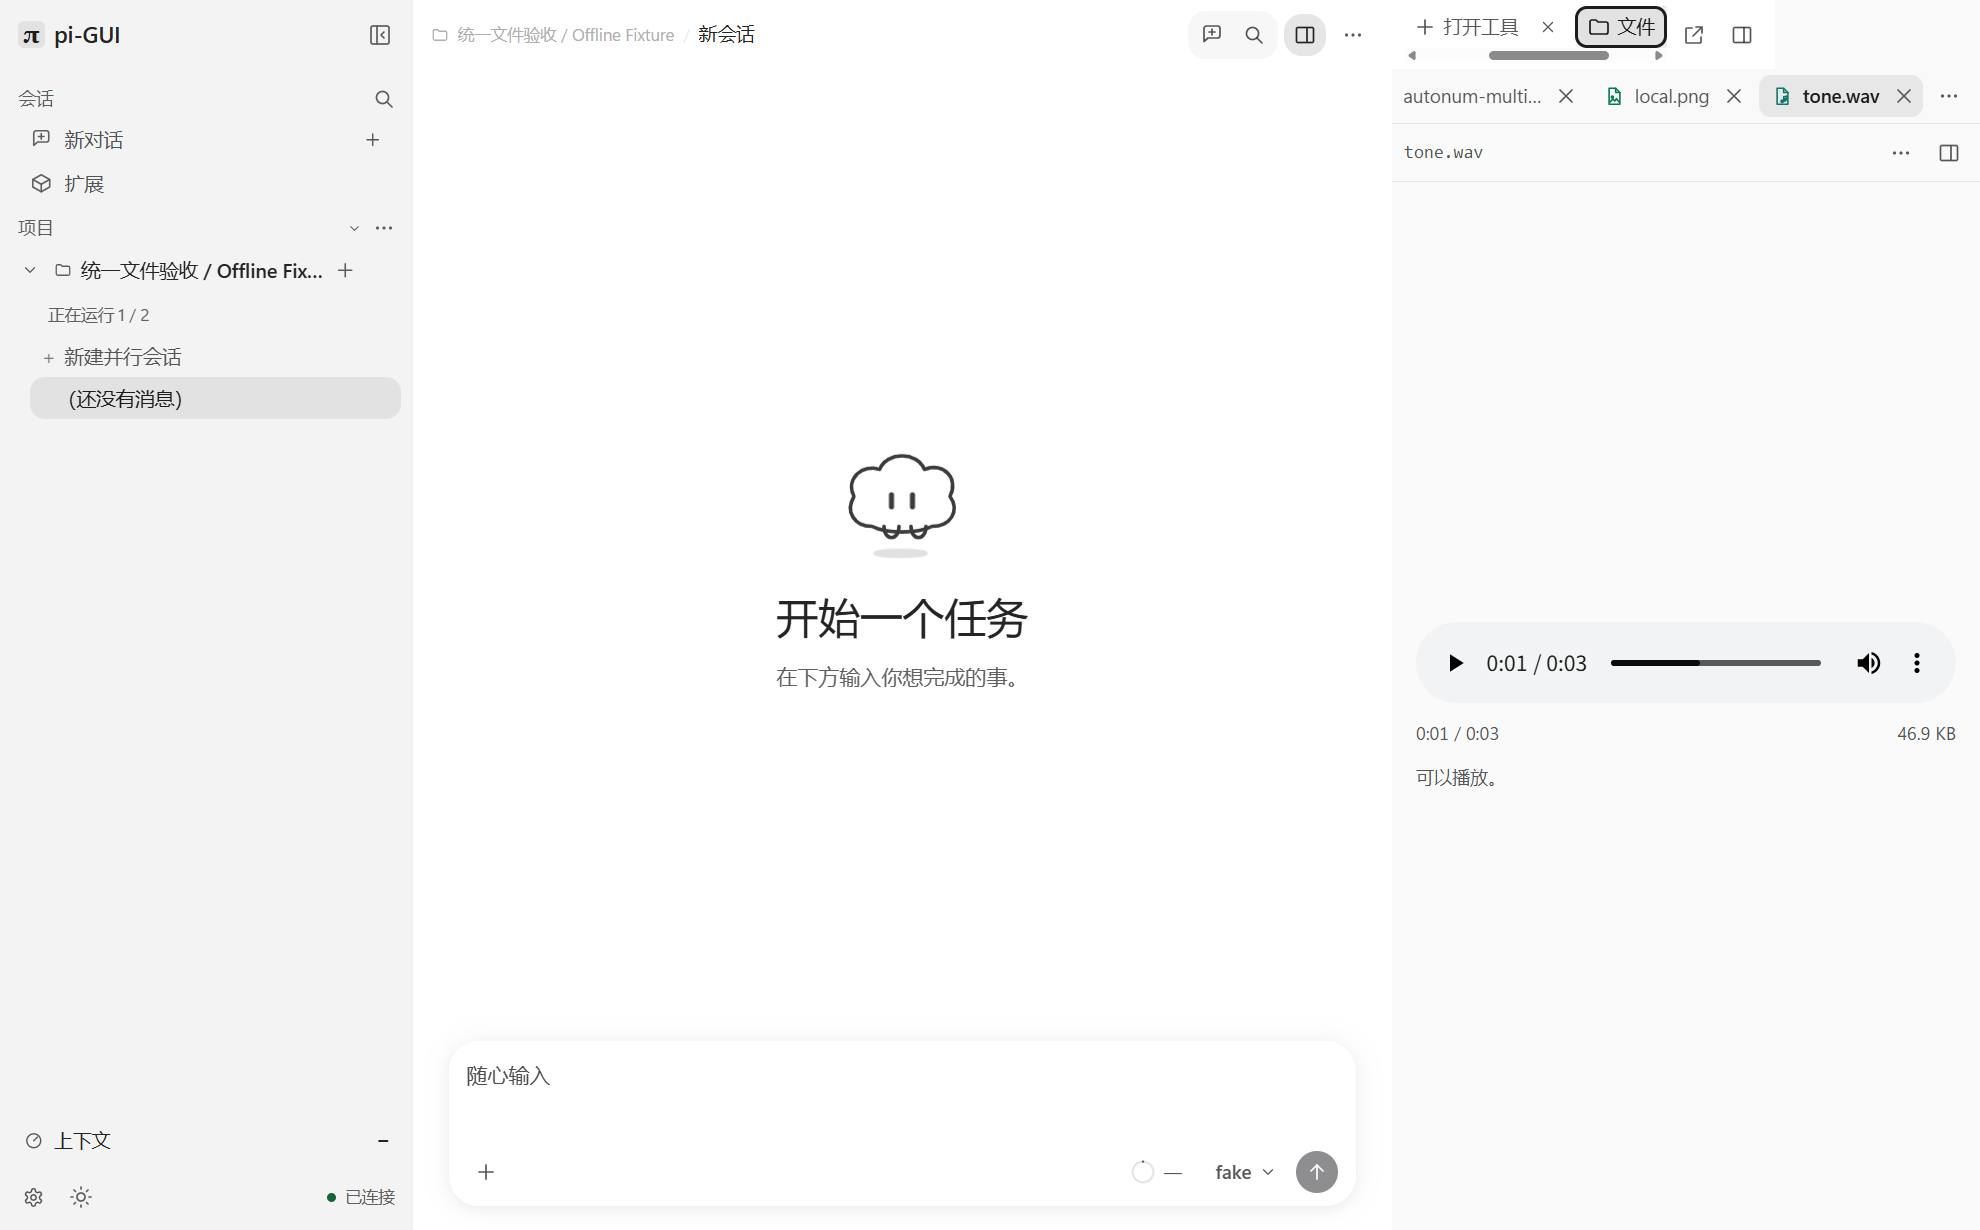 π pi-GUI
会话
新对话
扩展
项目
统一文件验收 / Offline Fix...
正在运行 1 / 2
新建并行会话
(还没有消息)
上下文
已连接
统一文件验收 / Offline Fixture / 新会话
开始一个任务
在下方输入你想完成的事。
随心输入
fake
打开工具
文件
autonum-multi...
local.png
tone.wav
tone.wav
0:01 / 0:03
0:01 / 0:03
46.9 KB
可以播放。